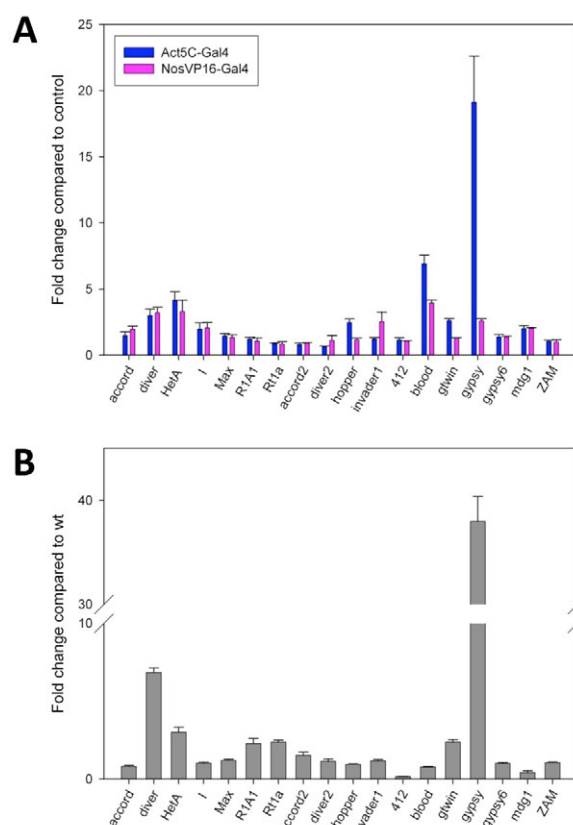 A
25
Act5C-Gal4
NosVP16-Gal4
20
15
10
5
0
Fold change compared to control
accord
diver
HetA
I
Max
R1A1
Rt1a
accord2
diver2
hopper
invader1
412
blood
gtwin
gypsy
gypsy6
mdg1
ZAM
B
40
30
10
0
Fold change compared to wt
accord
diver
HetA
I
Max
R1A1
Rt1a
accord2
diver2
hopper
invader1
412
blood
gtwin
gypsy
gypsy6
mdg1
ZAM